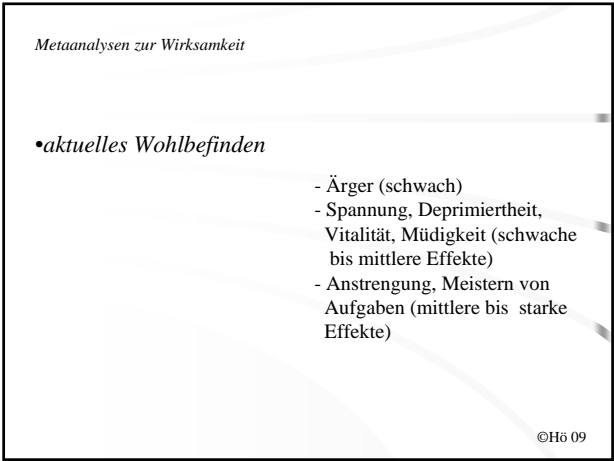 Metaanalysen zur Wirksamkeit
•aktuelles Wohlbefinden
- Ärger (schwach)
- Spannung, Deprimiertheit,
Vitalität, Müdigkeit (schwache
bis mittlere Effekte)
- Anstrengung, Meistern von
Aufgaben (mittlere bis starke
Effekte)
©Hö 09